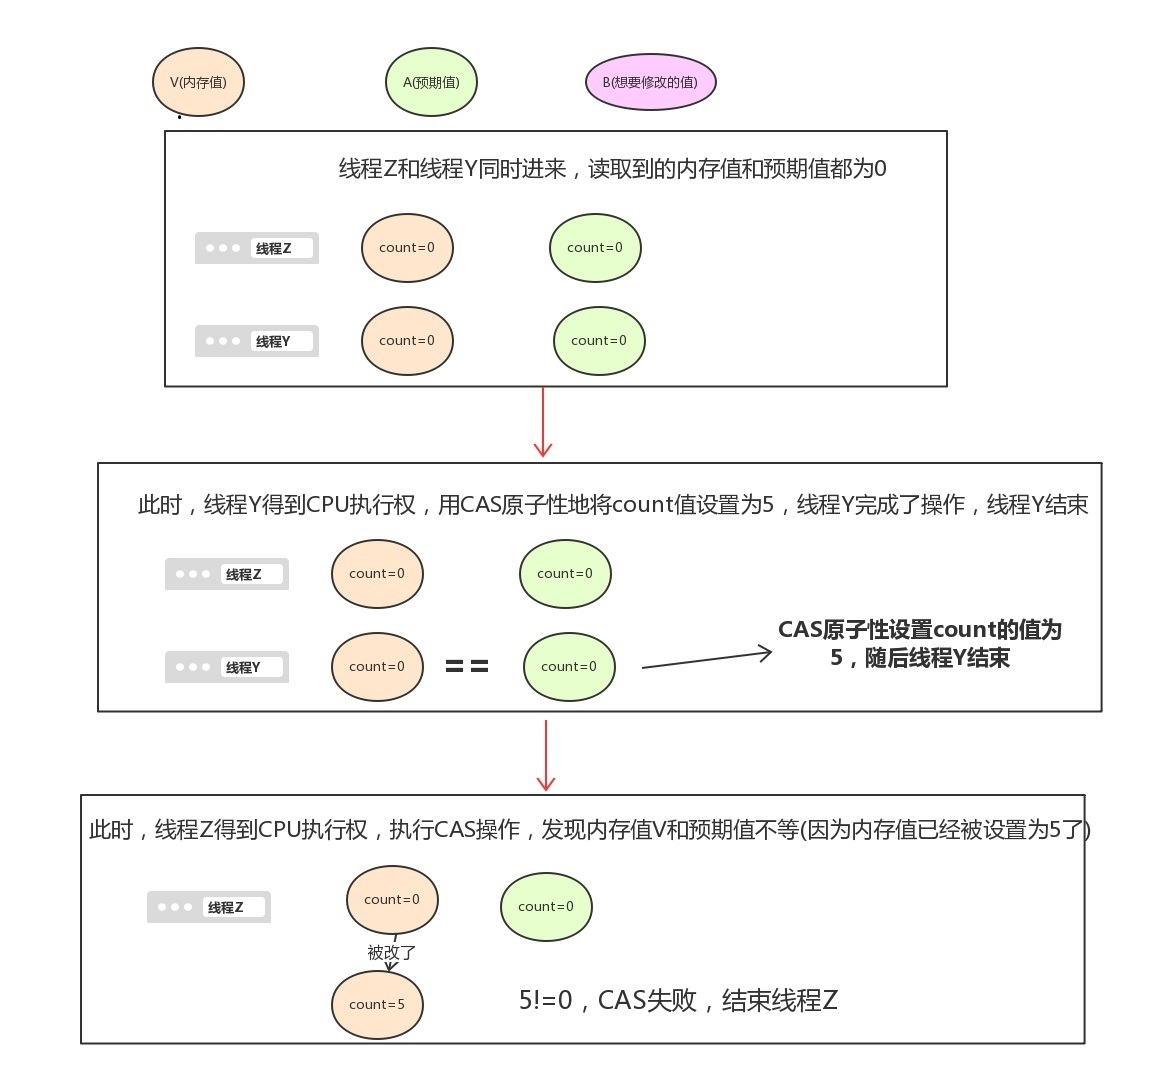 V(内存值)
A(预期值)
B(想要修改的值)
线程Z和线程Y同时进来，读取到的内存值和预期值都为0
线程Z
count=0
count=0
线程Y
count=0
count=0
此时，线程Y得到CPU执行权，用CAS原子性地将count值设置为5，线程Y完成了操作，线程Y结束
线程Z
count=0
count=0
线程Y
count=0
==
count=0
CAS原子性设置count的值为
5，随后线程Y结束
此时，线程Z得到CPU执行权，执行CAS操作，发现内存值V和预期值不等(因为内存值已经被设置为5了)
线程Z
count=0
count=0
被改了
count=5
5!=0，CAS失败，结束线程Z